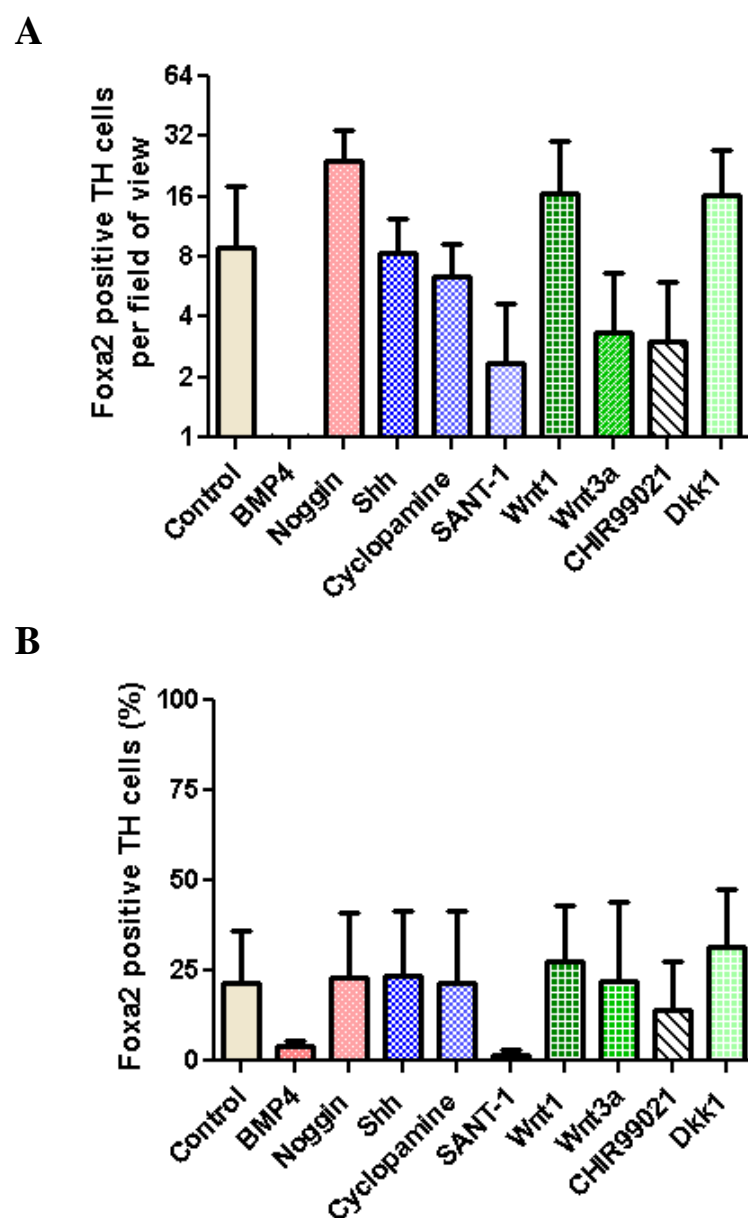 A
Foxa2 positive TH cells
per field of view
64
32
16
8
4
2
1
Control
BMP4
Noggin
Shh
Cyclopamine
SANT-1
Wnt1
Wnt3a
CHIR99021
Dkk1
B
Foxa2 positive TH cells (%)
100
75
50
25
0
Control
BMP4
Noggin
Shh
Cyclopamine
SANT-1
Wnt1
Wnt3a
CHIR99021
Dkk1